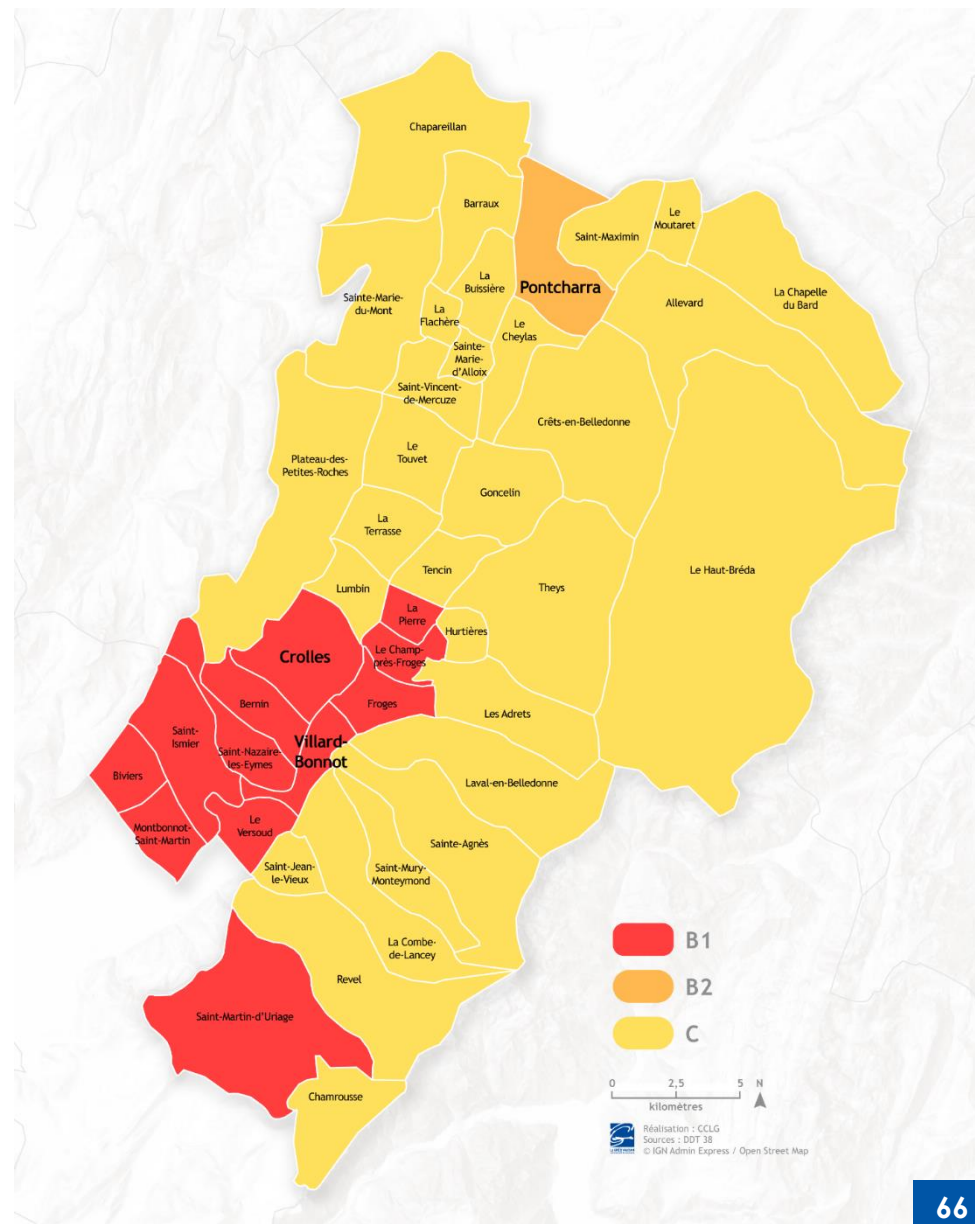 Chapareillan
Barraux
Le
Moutaret
Saint-Maximin
La
Buissière
Pontcharra
La Chapelle
du Bard
Sainte-Marie-
du-Mont
Allevard
La
Flachère
Le
Cheylas
Sainte-
Marie-
d'Alloix
Saint-Vincent-
de-Mercuze
Crêts-en-Belledonne
Le
Touvet
Plateau-des-
Petites-Roches
Goncelin
La
Terrasse
Tencin
Le Haut-Bréda
Lumbin
Theys
La
Pierre
Hurtières
Crolles
Le Champ-
près-Froges
Bernin
Froges
Les Adrets
Saint-
Ismier
Villard-
Bonnot
Saint-Nazaire-
les-Eymes
Biviers
Laval-en-Belledonne
Le
Versoud
Montbonnot-
Saint-Martin
Sainte-Agnès
Saint-Jean-
le-Vieux
Saint-Mury-
Monteymond
La Combe-
de-Lancey
Revel
Saint-Martin-d'Uriage
Chamrousse
B1
B2
C
0 2,5 5 N
kilomètres
Réalisation : CCLG
Sources : DDT 38
© IGN Admin Express / Open Street Map
66